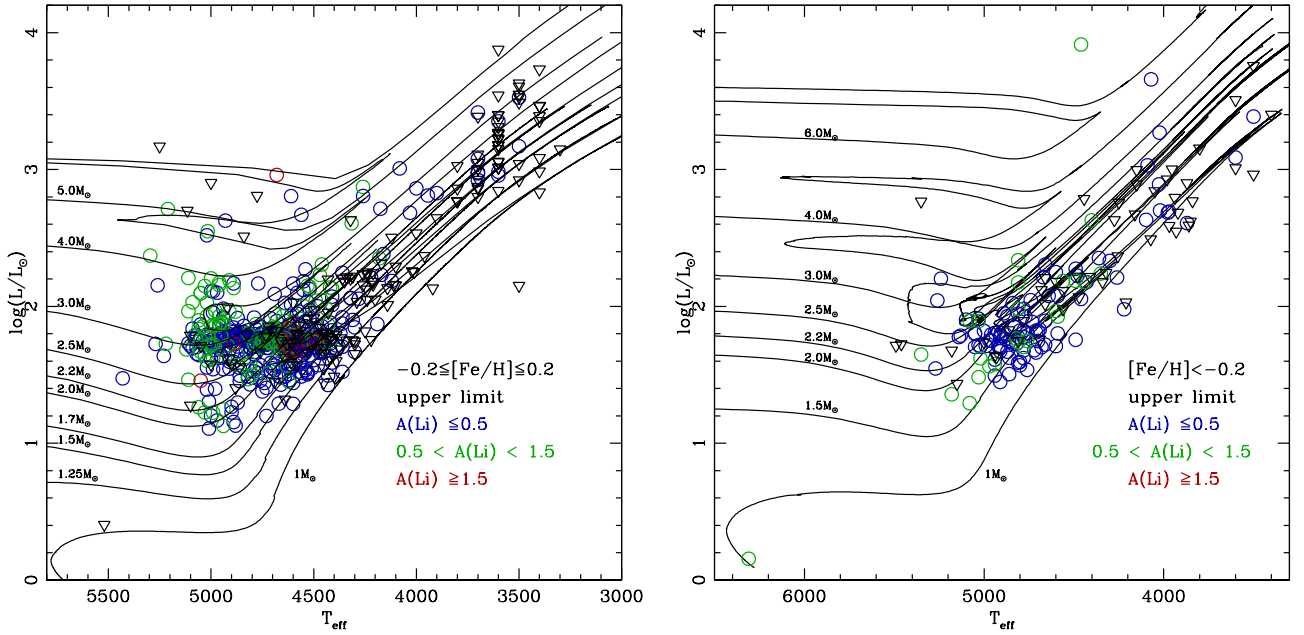 4
3
2
1
0
log(L/L⊙)
5.0M⊙
4.0M⊙
3.0M⊙
2.5M⊙
2.2M⊙
2.0M⊙
1.7M⊙
1.5M⊙
1.25M⊙
1M⊙
−0.2≦[Fe/H]≦0.2
upper limit
A(Li) ≦0.5
0.5 < A(Li) < 1.5
A(Li) ≧1.5
5500 5000 4500 4000 3500 3000
T_eff
4
3
2
1
0
log(L/L⊙)
6.0M⊙
4.0M⊙
3.0M⊙
2.5M⊙
2.2M⊙
2.0M⊙
1.5M⊙
1M⊙
[Fe/H]<−0.2
upper limit
A(Li) ≦0.5
0.5 < A(Li) < 1.5
A(Li) ≧1.5
6000 5000 4000
T_eff